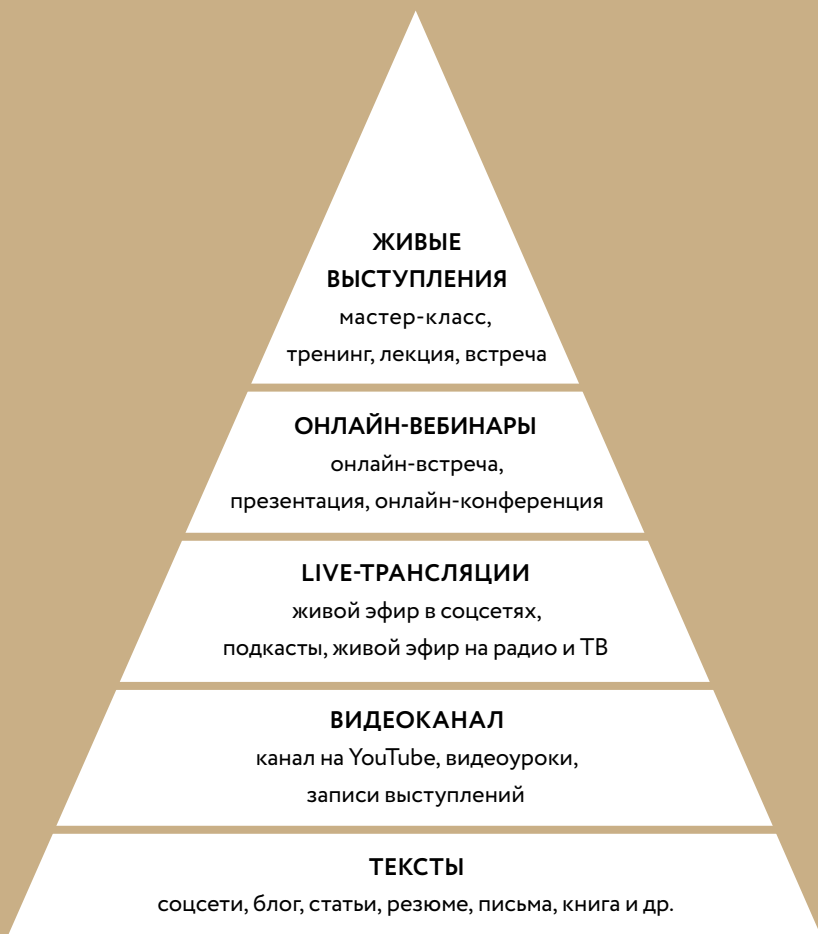 ЖИВЫЕ
ВЫСТУПЛЕНИЯ
мастер-класс,
тренинг, лекция, встреча
ОНЛАЙН-ВЕБИНАРЫ
онлайн-встреча,
презентация, онлайн-конференция
LIVE-ТРАНСЛЯЦИИ
живой эфир в соцсетях,
подкасты, живой эфир на радио и ТВ
ВИДЕОКАНАЛ
канал на YouTube, видеоуроки,
записи выступлений
ТЕКСТЫ
соцсети, блог, статьи, резюме, письма, книга и др.